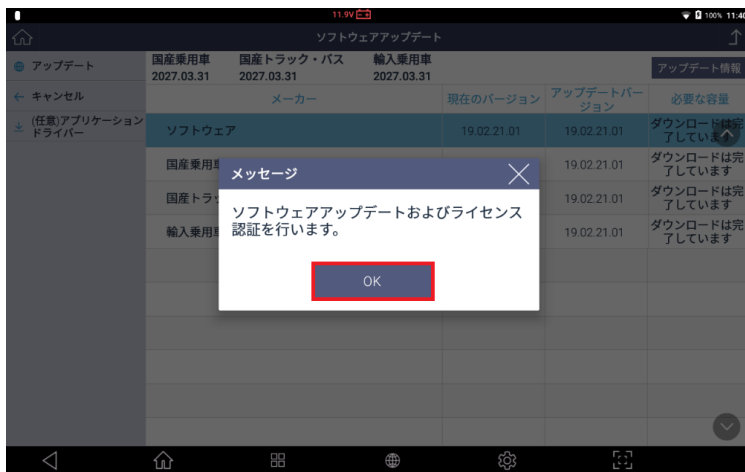 11.9V
100% 11:40
ソフトウェアアップデート
アップデート
キャンセル
(任意)アプリケーション
ドライバー
国産乗用車
2027.03.31
国産トラック・バス
2027.03.31
輸入乗用車
2027.03.31
アップデート情報
メーカー
現在のバージョン
アップデートバー
ジョン
必要な容量
ソフトウェア
19.02.21.01
19.02.21.01
ダウンロードは完
了しています
国産乗用車
19.02.21.01
ダウンロードは完
了しています
国産トラ
19.02.21.01
ダウンロードは完
了しています
輸入乗用車
19.02.21.01
ダウンロードは完
了しています
メッセージ
ソフトウェアアップデートおよびライセンス
認証を行います。
OK